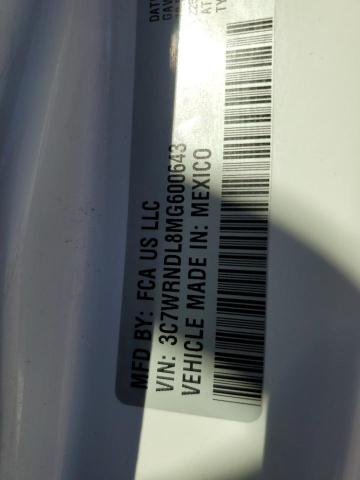 MFD BY: FCA US LLC
VIN: 3C7WRNDL8MG600643
VEHICLE MADE IN: MEXICO